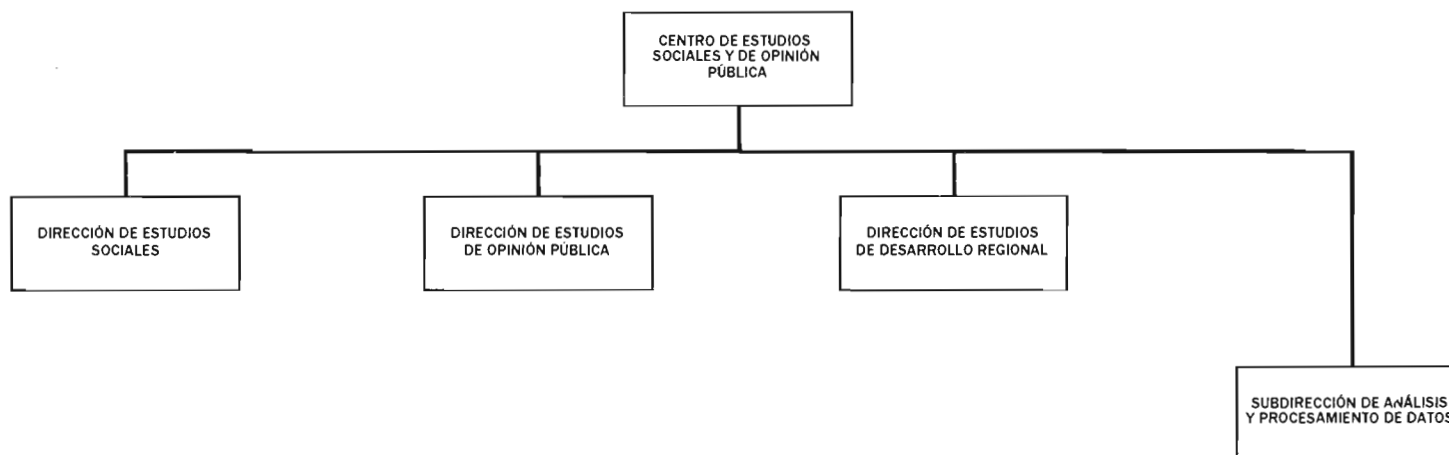 CENTRO DE ESTUDIOS
SOCIALES Y DE OPINIÓN
PÚBLICA
DIRECCIÓN DE ESTUDIOS
SOCIALES
DIRECCIÓN DE ESTUDIOS
DE OPINIÓN PÚBLICA
DIRECCIÓN DE ESTUDIOS
DE DESARROLLO REGIONAL
SUBDIRECCIÓN DE ANÁLISIS
Y PROCESAMIENTO DE DATOS